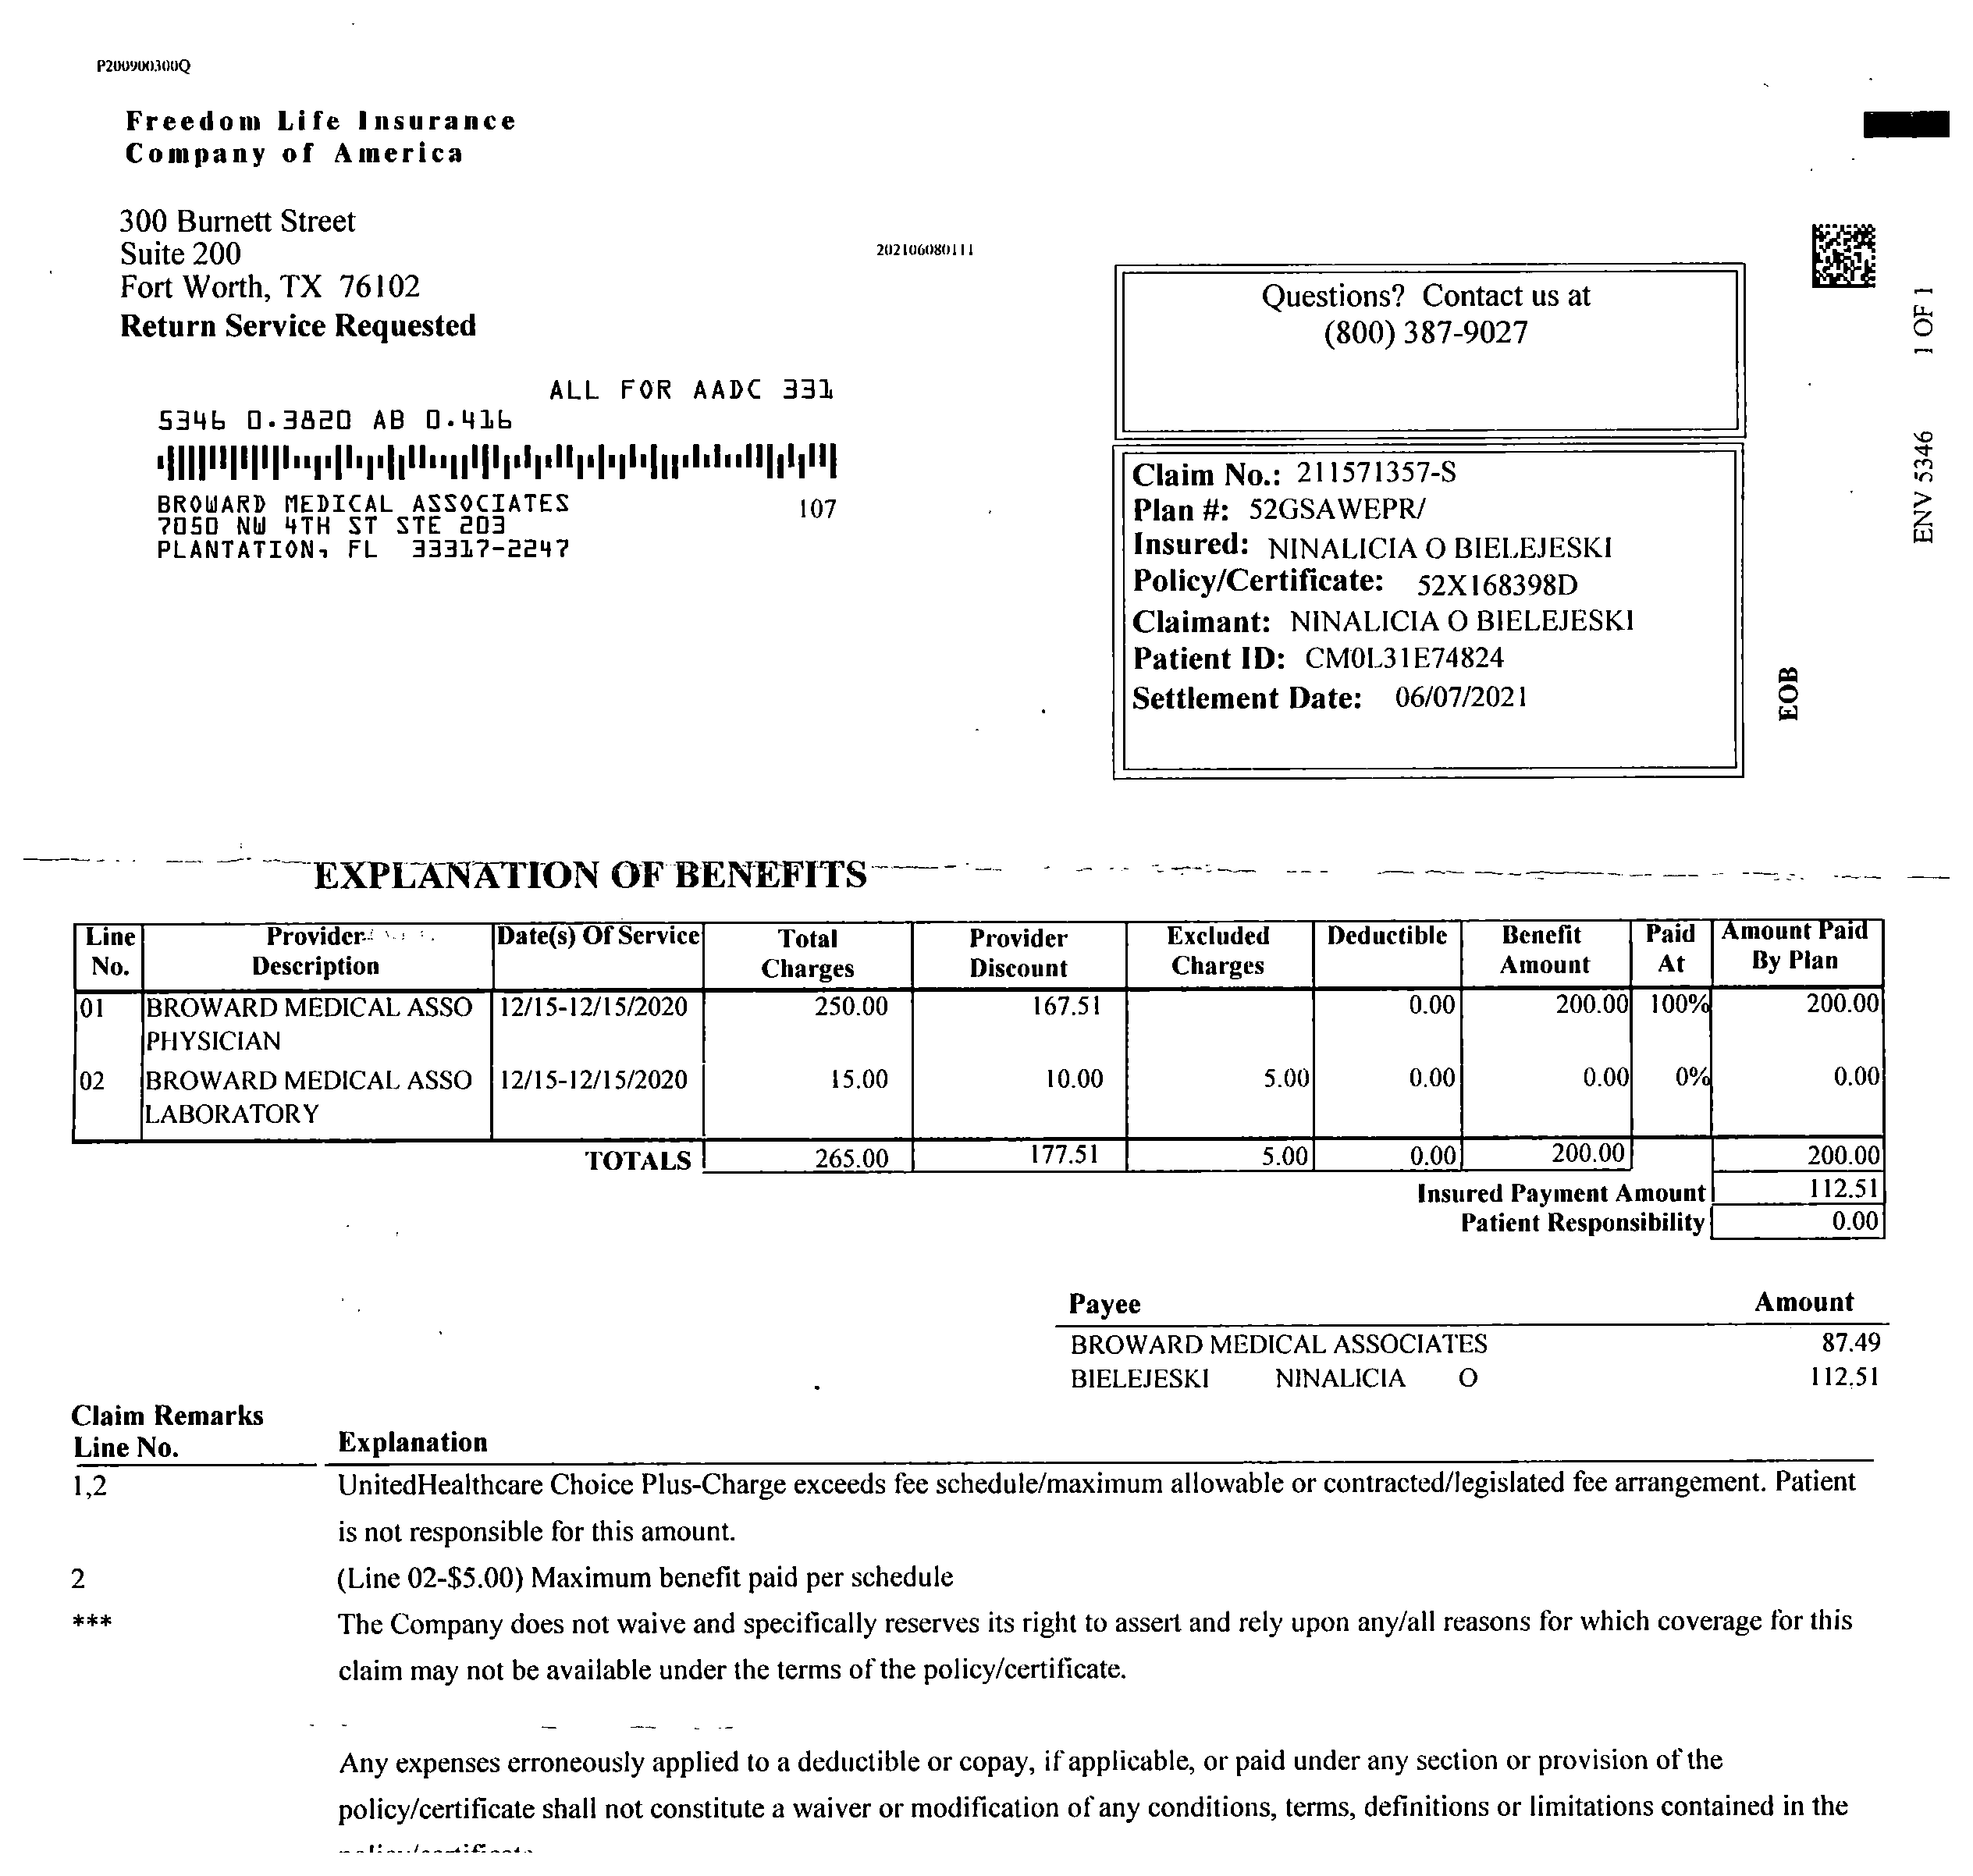 P200900300Q
Freedom Life Insurance
Company of America
300 Burnett Street
Suite 200
Fort Worth, TX 76102
Return Service Requested
202106080111
Questions? Contact us at
(800) 387-9027
1 OF 1
ENV 5346
ALL FOR AADC 331
5346 0.3820 AB 0.416
BROWARD MEDICAL ASSOCIATES 107
7050 NW 4TH ST STE 203
PLANTATION, FL 33317-2247
Claim No.: 211571357-S
Plan #: 52GSAWEPR/
Insured: NINALICIA O BIELEJESKI
Policy/Certificate: 52X168398D
Claimant: NINALICIA O BIELEJESKI
Patient ID: CM0L31E74824
Settlement Date: 06/07/2021
EOB
EXPLANATION OF BENEFITS
Line Provider Date(s) Of Service Total Provider Excluded Deductible Benefit Paid Amount Paid
No. Description Charges Discount Charges Amount At By Plan
01 BROWARD MEDICAL ASSO 12/15-12/15/2020 250.00 167.51 0.00 200.00 100% 200.00
PHYSICIAN
02 BROWARD MEDICAL ASSO 12/15-12/15/2020 15.00 10.00 5.00 0.00 0.00 0% 0.00
LABORATORY
TOTALS 265.00 177.51 5.00 0.00 200.00 200.00
Insured Payment Amount 112.51
Patient Responsibility 0.00
Payee Amount
BROWARD MEDICAL ASSOCIATES 87.49
BIELEJESKI NINALICIA O 112.51
Claim Remarks
Line No. Explanation
1,2 UnitedHealthcare Choice Plus-Charge exceeds fee schedule/maximum allowable or contracted/legislated fee arrangement. Patient
is not responsible for this amount.
2 (Line 02-$5.00) Maximum benefit paid per schedule
*** The Company does not waive and specifically reserves its right to assert and rely upon any/all reasons for which coverage for this
claim may not be available under the terms of the policy/certificate.
Any expenses erroneously applied to a deductible or copay, if applicable, or paid under any section or provision of the
policy/certificate shall not constitute a waiver or modification of any conditions, terms, definitions or limitations contained in the